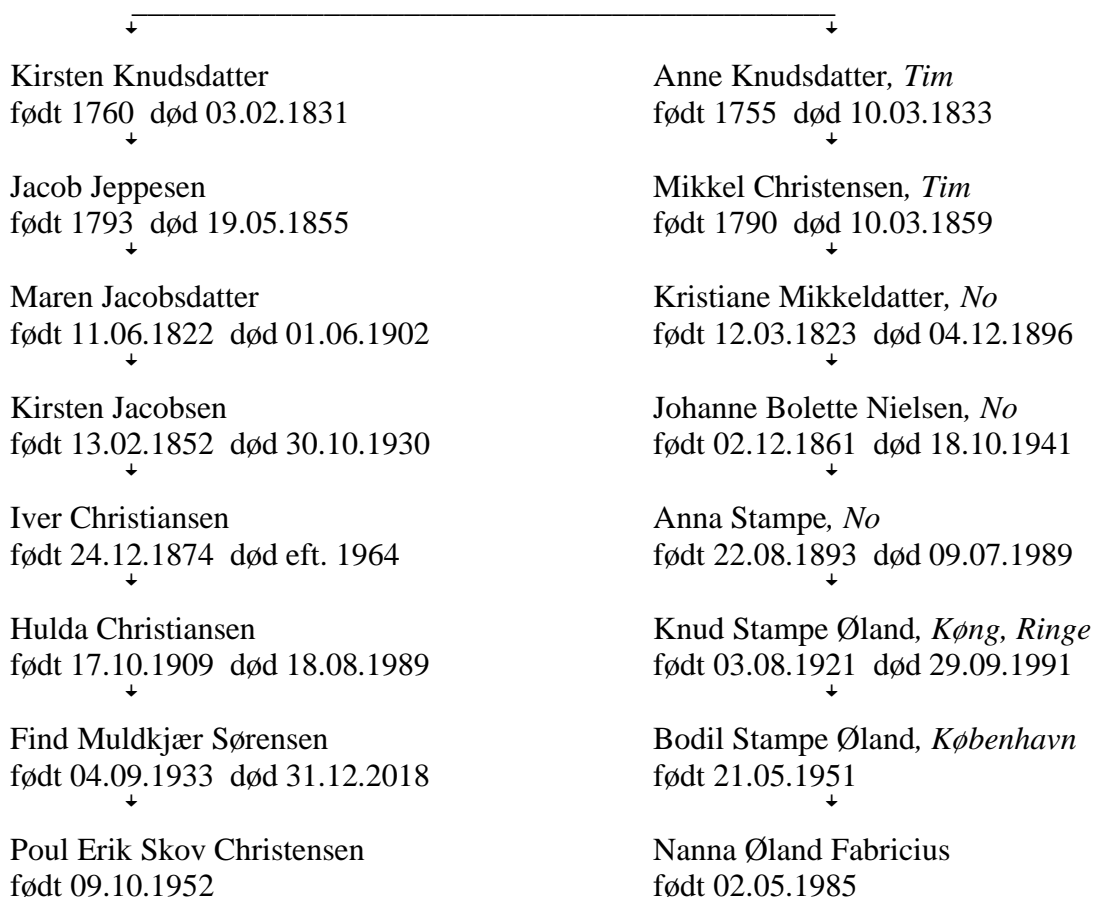 Kirsten Knudsdatter
født 1760 død 03.02.1831
Jacob Jeppesen
født 1793 død 19.05.1855
Maren Jacobsdatter
født 11.06.1822 død 01.06.1902
Kirsten Jacobsen
født 13.02.1852 død 30.10.1930
Iver Christiansen
født 24.12.1874 død eft. 1964
Hulda Christiansen
født 17.10.1909 død 18.08.1989
Find Muldkjær Sørensen
født 04.09.1933 død 31.12.2018
Poul Erik Skov Christensen
født 09.10.1952
Anne Knudsdatter, Tim
født 1755 død 10.03.1833
Mikkel Christensen, Tim
født 1790 død 10.03.1859
Kristiane Mikkeldatter, No
født 12.03.1823 død 04.12.1896
Johanne Bolette Nielsen, No
født 02.12.1861 død 18.10.1941
Anna Stampe, No
født 22.08.1893 død 09.07.1989
Knud Stampe Øland, Køng, Ringe
født 03.08.1921 død 29.09.1991
Bodil Stampe Øland, København
født 21.05.1951
Nanna Øland Fabricius
født 02.05.1985